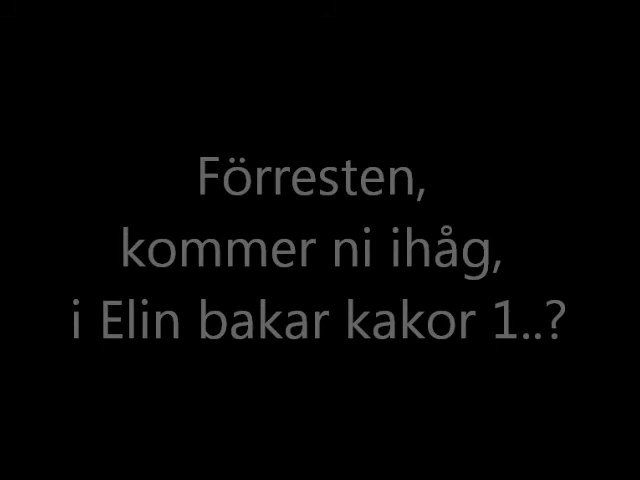 Förresten,
kommer ni ihåg,
i Elin bakar kakor 1..?